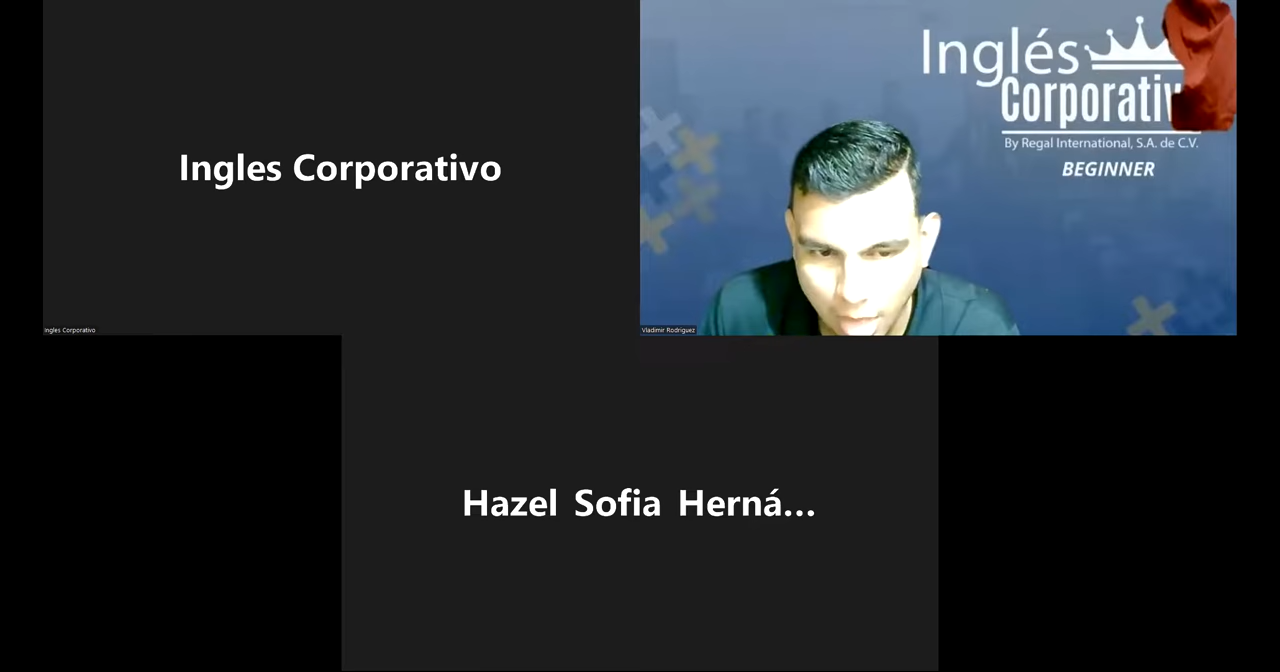 Ingles Corporativo
Ingles Corporativo
Inglés
Corporativ
By Regal International, S.A. de C.V.
BEGINNER
Vladimir Rodriguez
Hazel Sofia Herná...